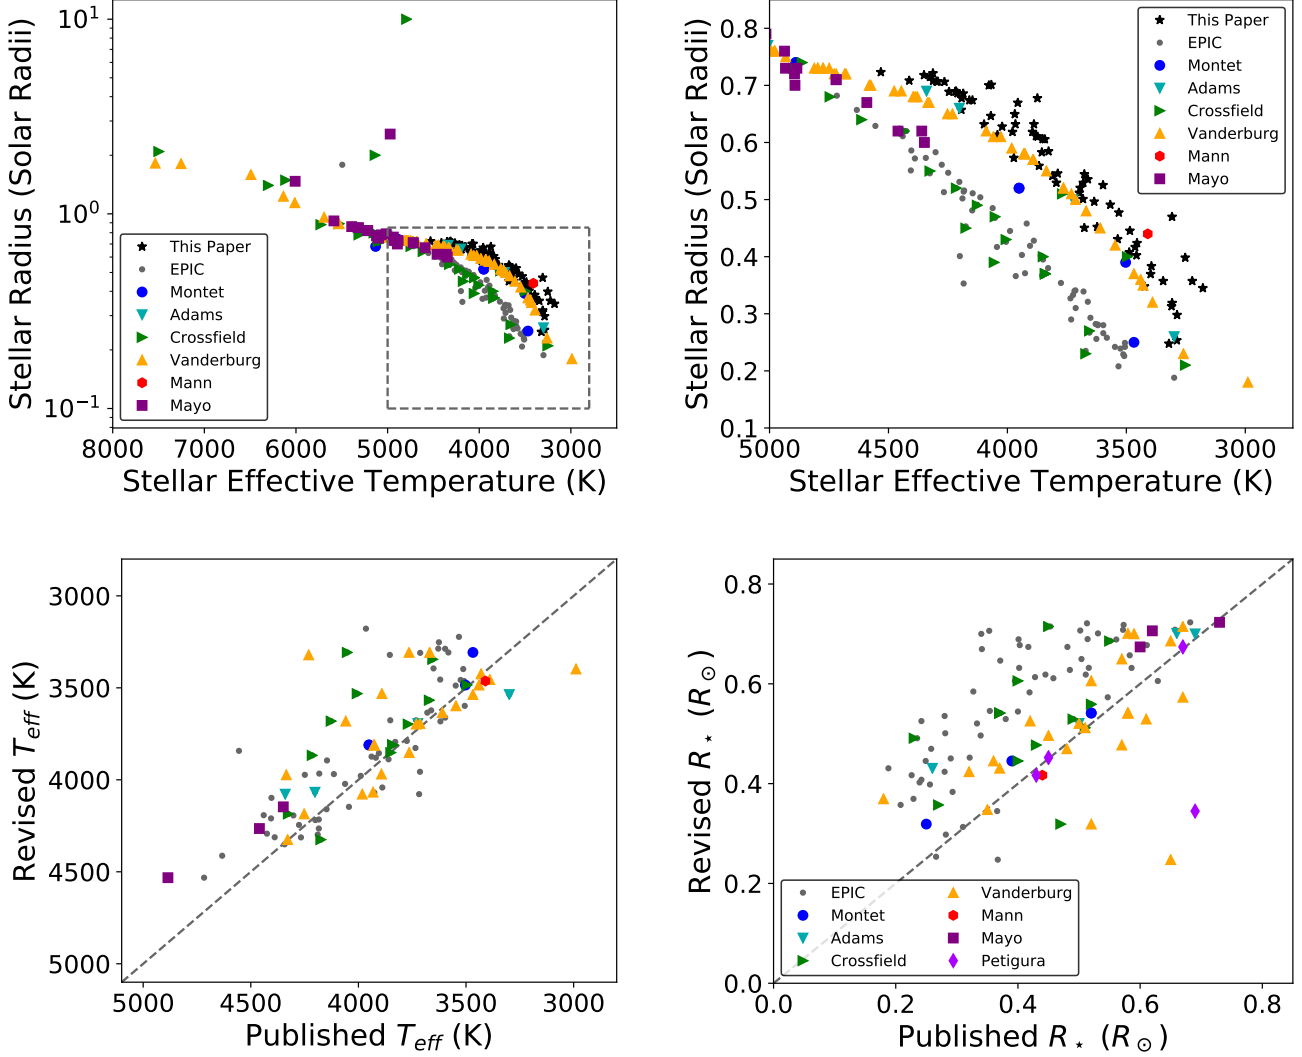 10^1
10^0
10^{-1}
Stellar Radius (Solar Radii)
This Paper
EPIC
Montet
Adams
Crossfield
Vanderburg
Mann
Mayo
8000 7000 6000 5000 4000 3000
Stellar Effective Temperature (K)
0.8
0.7
0.6
0.5
0.4
0.3
0.2
0.1
Stellar Radius (Solar Radii)
This Paper
EPIC
Montet
Adams
Crossfield
Vanderburg
Mann
Mayo
5000 4500 4000 3500 3000
Stellar Effective Temperature (K)
3000
3500
4000
4500
5000
Revised T_{eff} (K)
5000 4500 4000 3500 3000
Published T_{eff} (K)
0.8
0.6
0.4
0.2
0.0
Revised R_⋆ (R_⊙)
EPIC Vanderburg
Montet Mann
Adams Mayo
Crossfield Petigura
0.0 0.2 0.4 0.6 0.8
Published R_⋆ (R_⊙)